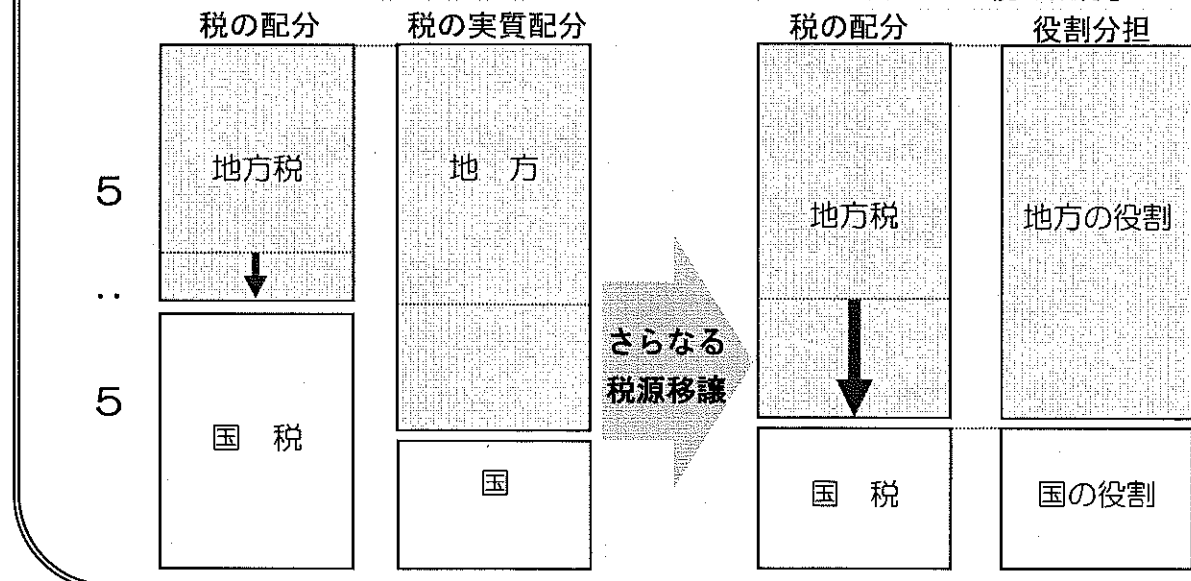 税の配分
税の実質配分
税の配分
役割分担
5
:
5
地方税
国 税
地 方
国
さらなる
税源移譲
地方税
国 税
地方の役割
国の役割